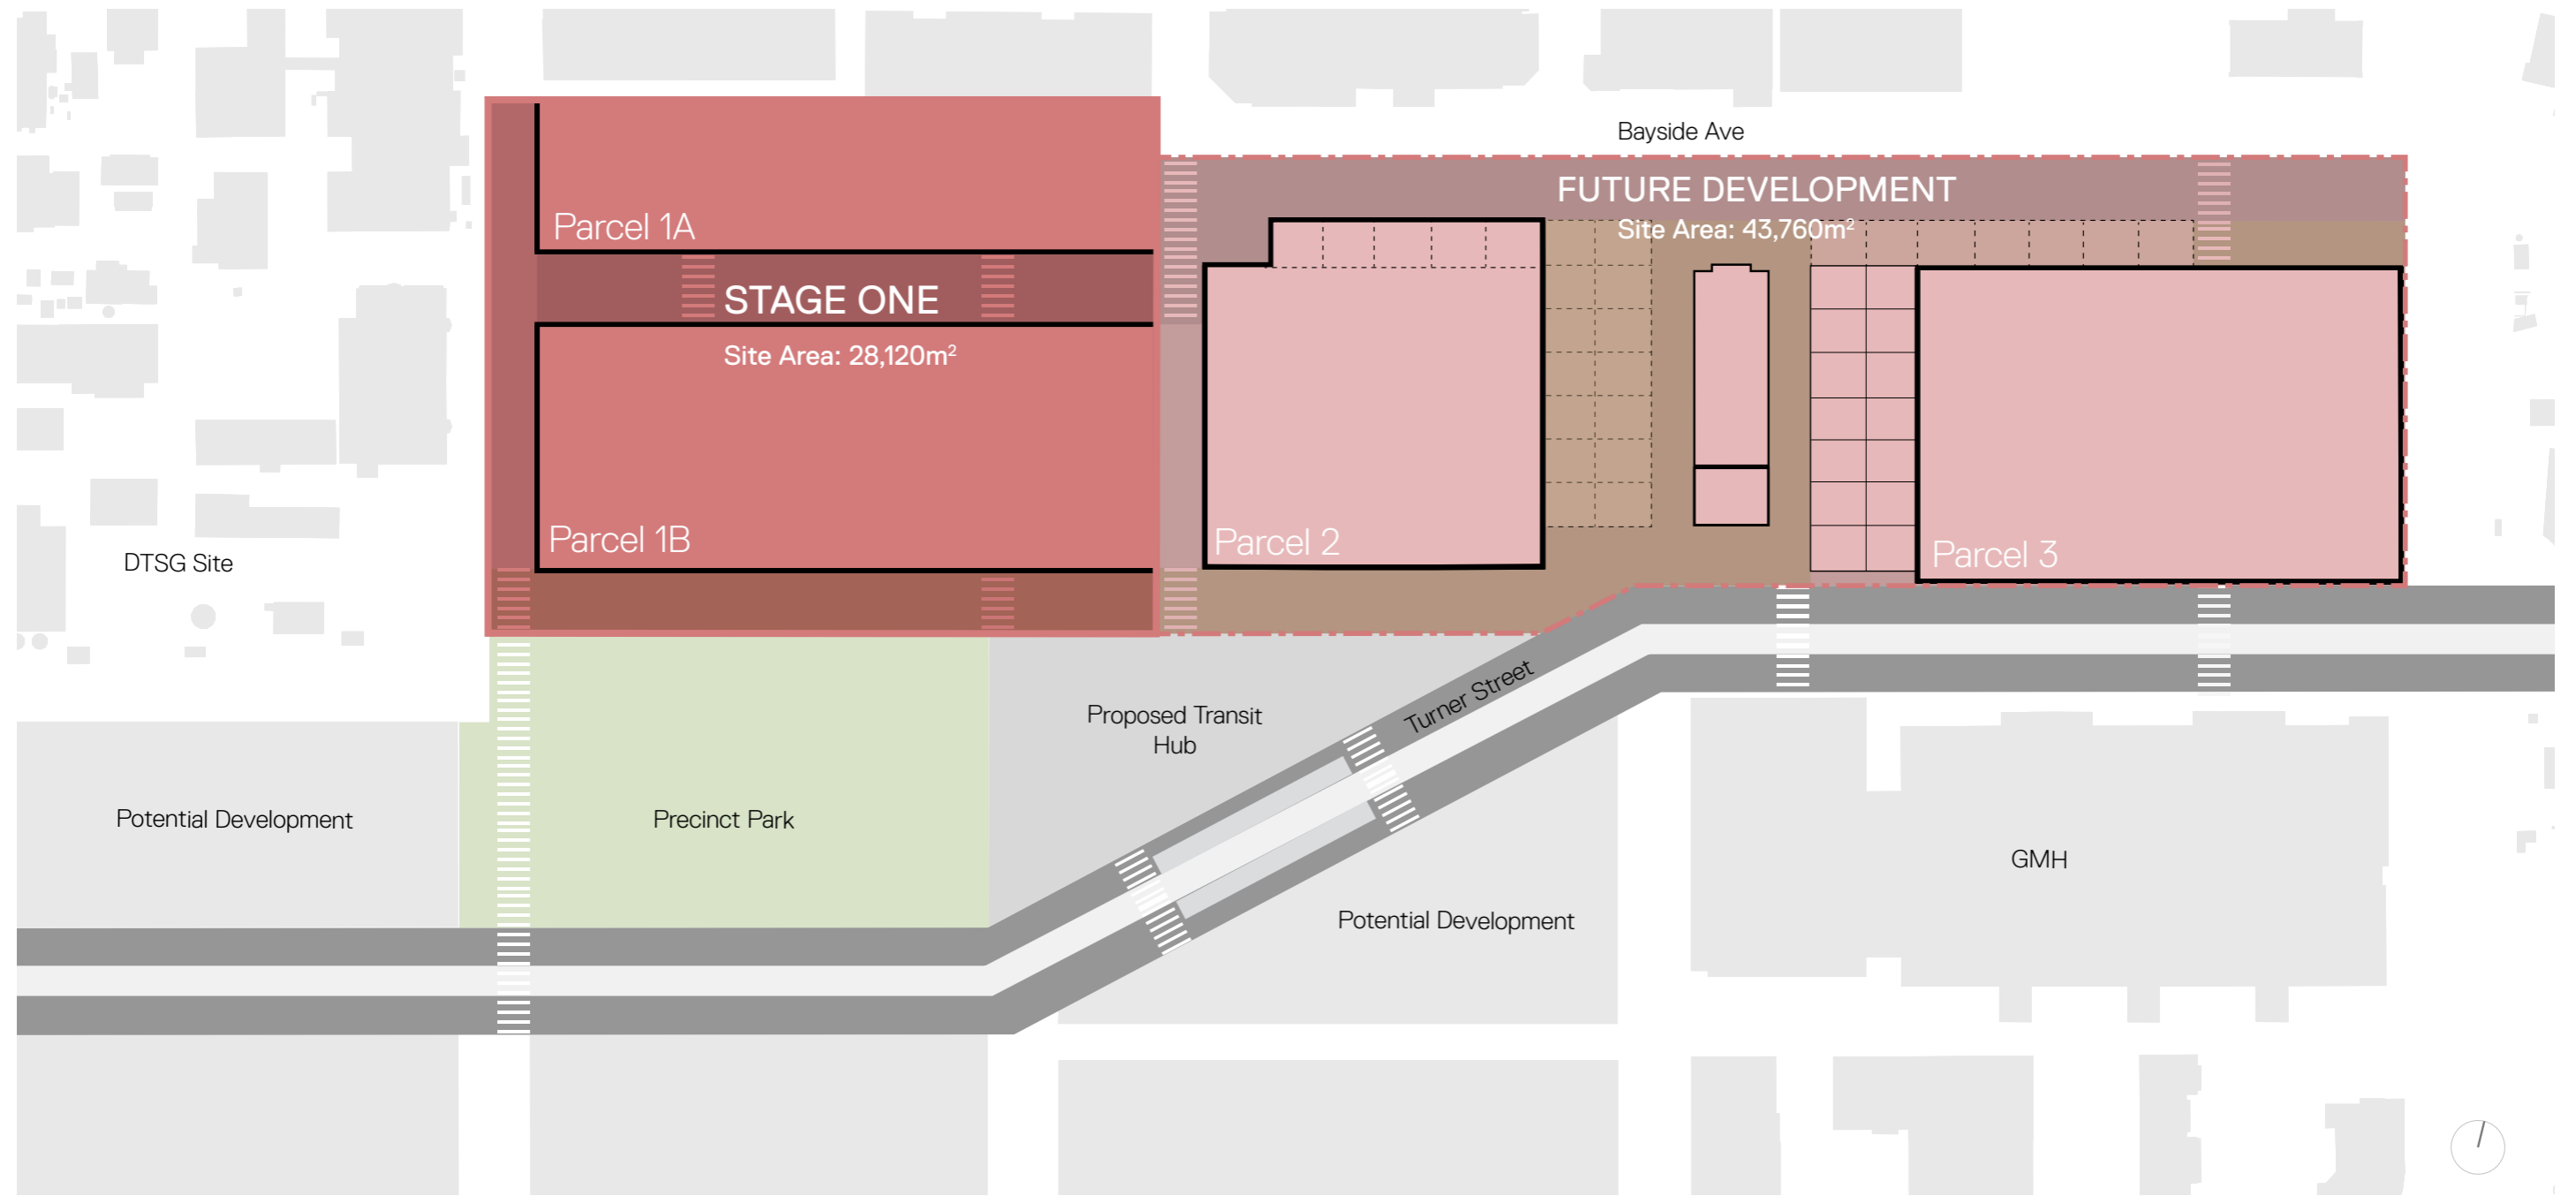 Bayside Ave
FUTURE DEVELOPMENT
Site Area: 43,760m²
Parcel 1A
STAGE ONE
Site Area: 28,120m²
Parcel 1B
Parcel 2
Parcel 3
DTSG Site
Turner Street
Proposed Transit
Hub
Potential Development
Precinct Park
GMH
Potential Development